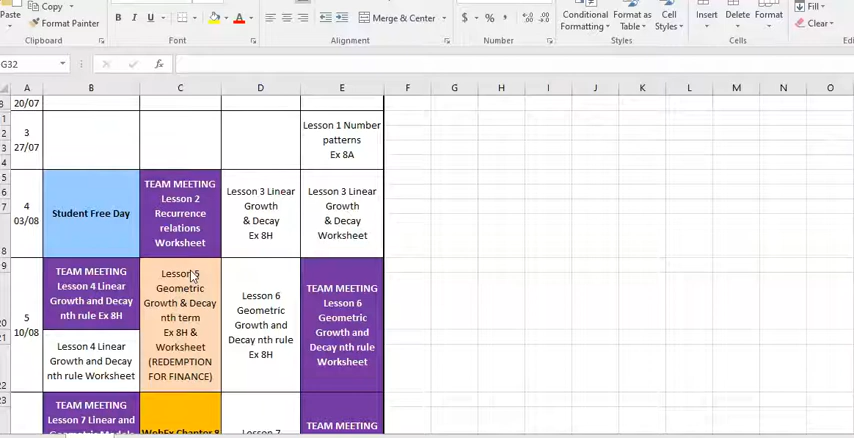 Copy
Paste
Format Painter
B I U
Merge & Center
$ % ,
Conditional Formatting
Format as Table
Cell Styles
Insert
Delete
Format
Fill
Clear
Clipboard
Font
Alignment
Number
Styles
Cells
G32
fx
A B C D E F G H I J K L M N O
20/07
3
27/07
Lesson 1 Number
patterns
Ex 8A
4
03/08
Student Free Day
TEAM MEETING
Lesson 2
Recurrence
relations
Worksheet
Lesson 3 Linear
Growth
& Decay
Ex 8H
Lesson 3 Linear
Growth
& Decay
Worksheet
5
10/08
TEAM MEETING
Lesson 4 Linear
Growth and Decay
nth rule Ex 8H
Lesson 4 Linear
Growth and Decay
nth rule Worksheet
Lesson 5
Geometric
Growth & Decay
nth term
Ex 8H &
Worksheet
(REDEMPTION
FOR FINANCE)
Lesson 6
Geometric
Growth and
Decay nth rule
Ex 8H
TEAM MEETING
Lesson 6
Geometric
Growth and
Decay nth rule
Worksheet
TEAM MEETING
Lesson 7 Linear and
Geometric Models
WebEx Chapter 8
Lesson 7
TEAM MEETING